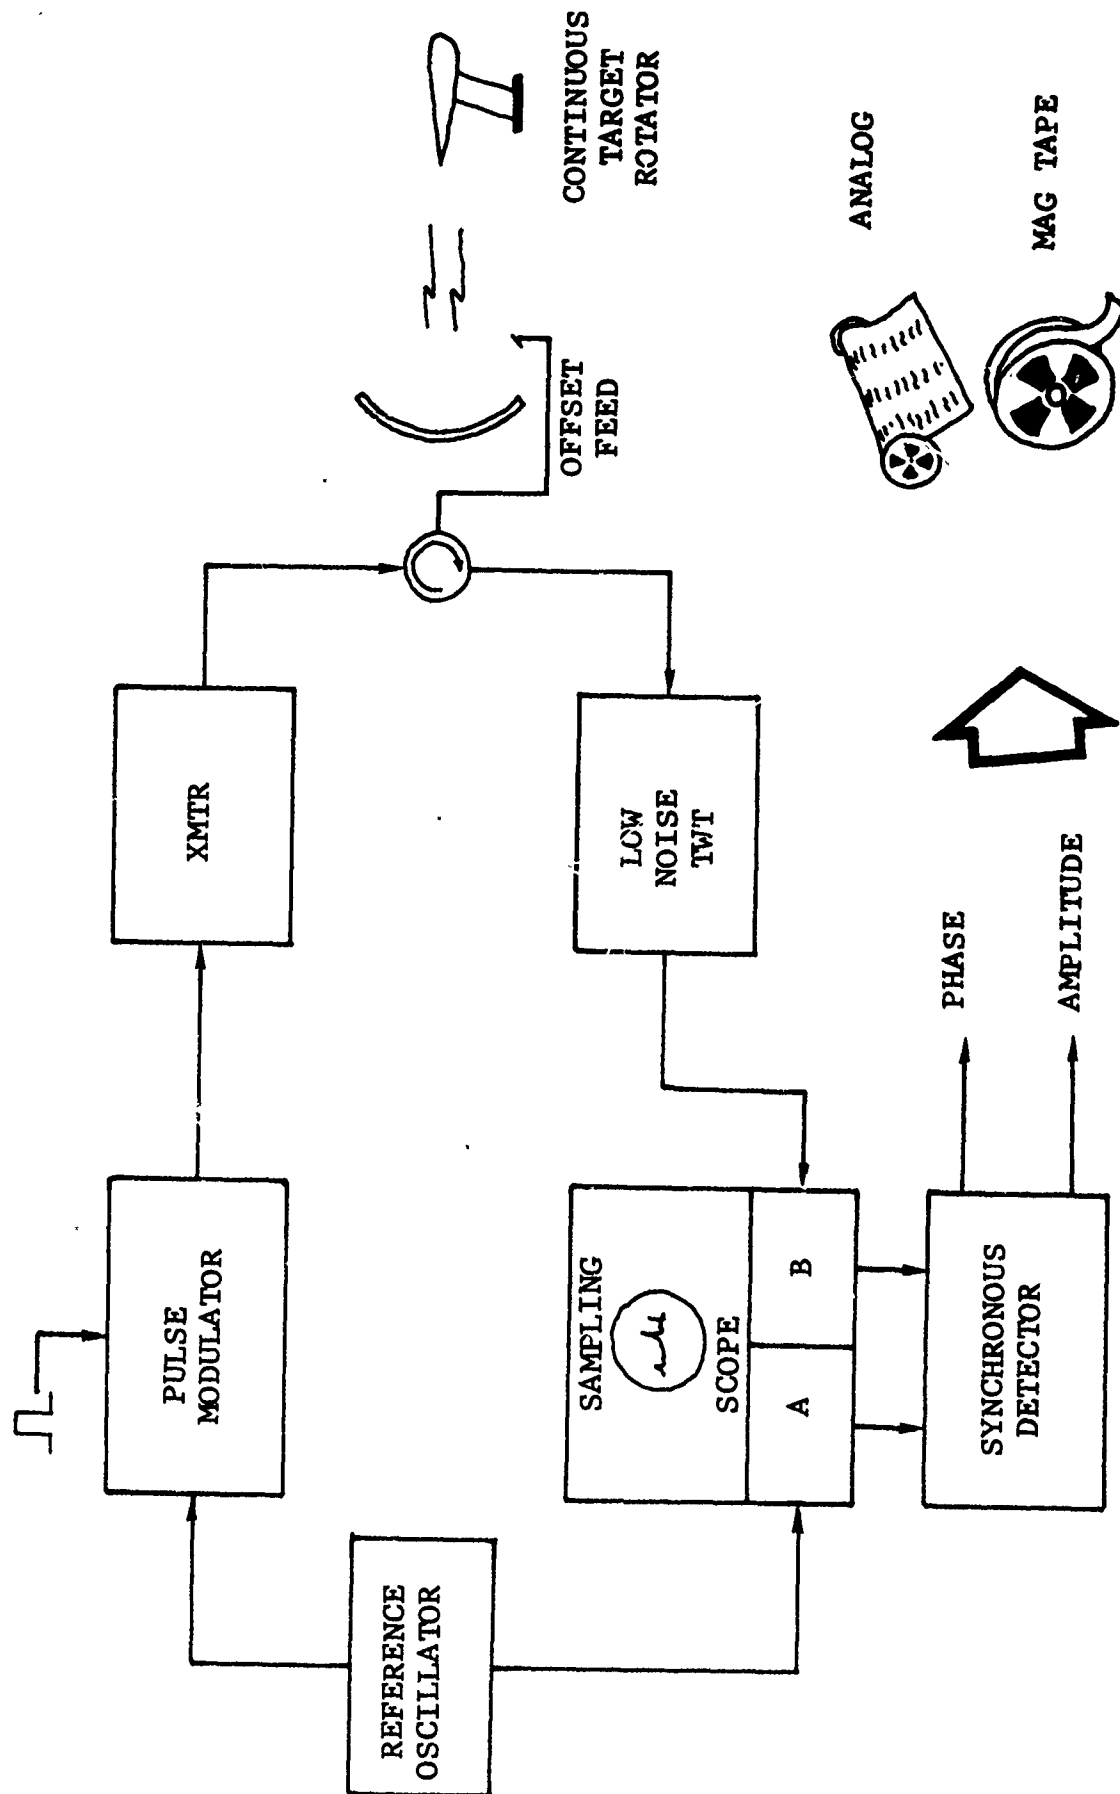 PULSE
MODULATOR
XMTR
REFERENCE
OSCILLATOR
OFFSET
FEED
CONTINUOUS
TARGET
ROTATOR
SAMPLING
SCOPE
A
B
LOW
NOISE
TWT
SYNCHRONOUS
DETECTOR
PHASE
AMPLITUDE
ANALOG
MAG TAPE